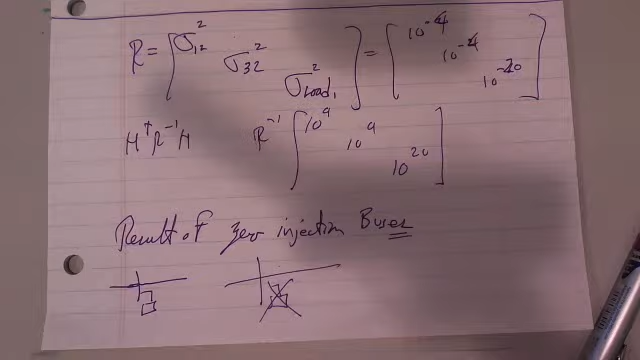 R = [ σ₁₂² σ₃₂² σload₁² ] = [ 10⁻⁴ 10⁻⁴ 10⁻²⁰ ]
HᵀR⁻¹H R⁻¹ [ 10⁴ 10⁴ 10²⁰ ]
Result of zero injection Buses